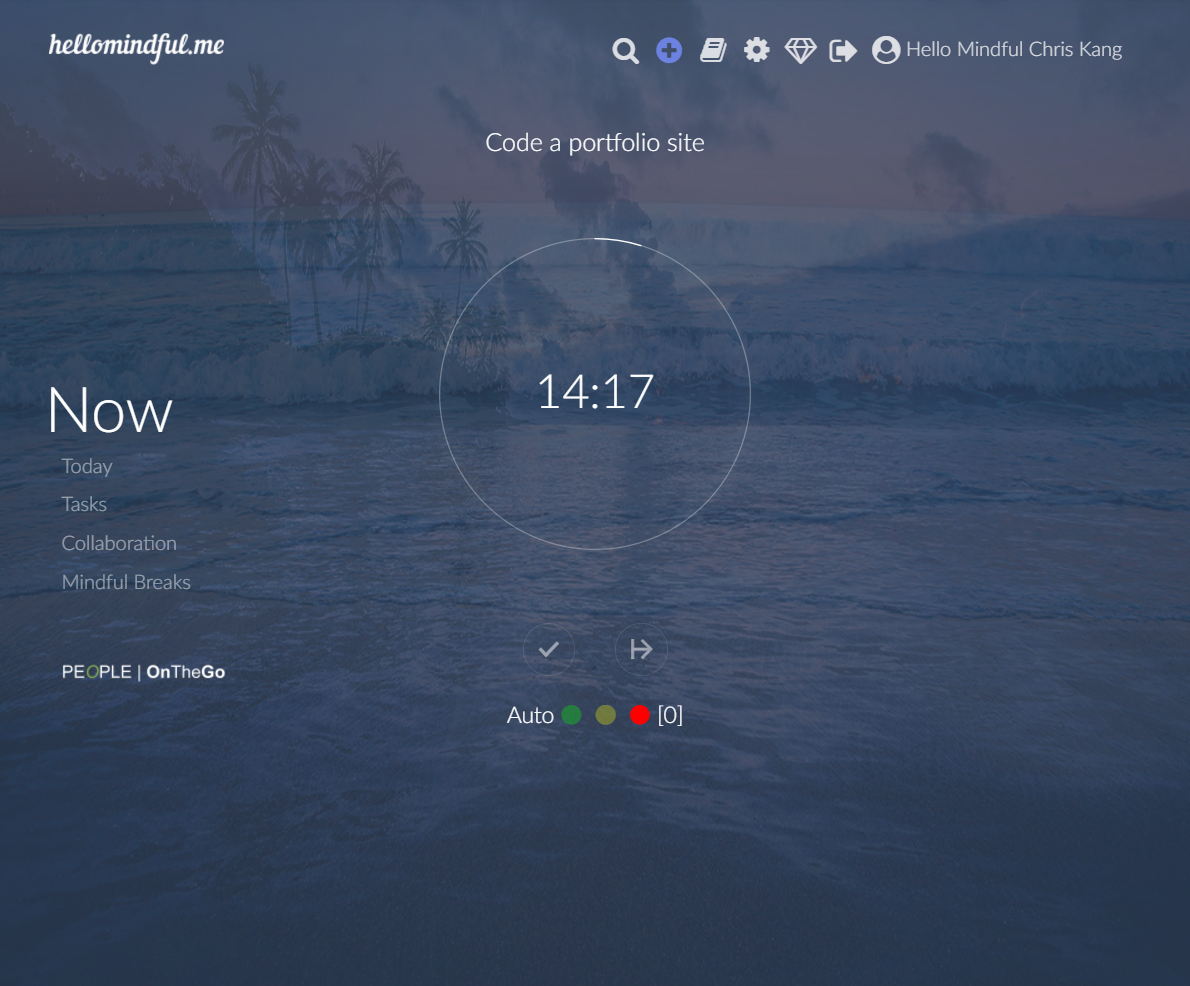 hellomindful.me
Hello Mindful Chris Kang
Code a portfolio site
14:17
Now
Today
Tasks
Collaboration
Mindful Breaks
PEOPLE | OnTheGo
Auto [0]